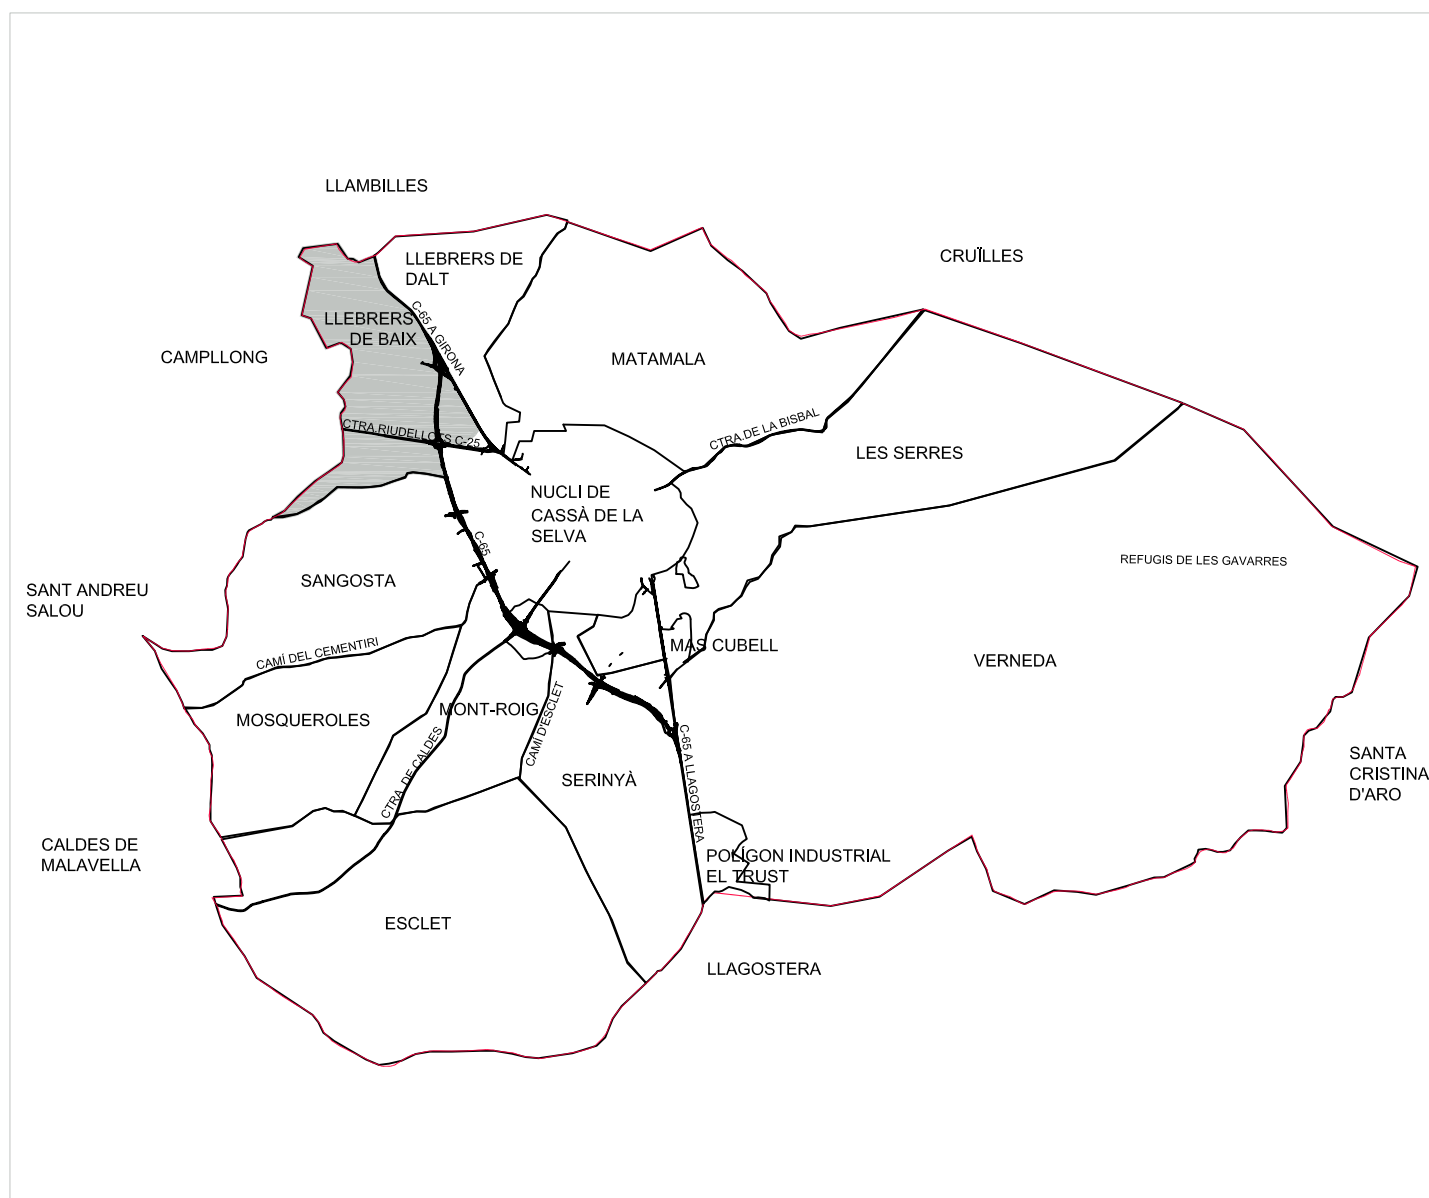 LLAMBILLES
CRUÏLLES
LLEBRERS DE
DALT
C-65 A GIRONA
LLEBRERS
DE BAIX
CAMPLLONG
MATAMALA
CTRA.RIUDELLOTS C-25
CTRA.DE LA BISBAL
LES SERRES
NUCLI DE
CASSÀ DE LA
SELVA
C-65
REFUGIS DE LES GAVARRES
SANGOSTA
SANT ANDREU
SALOU
CAMÍ DEL CEMENTIRI
MAS CUBELL
VERNEDA
MOSQUEROLES
MONT-ROIG
CAMÍ D'ESCLET
CTRA. DE CALDES
C-65 A LLAGOSTERA
SERINYÀ
SANTA
CRISTINA
D'ARO
CALDES DE
MALAVELLA
POLÍGON INDUSTRIAL
EL TRUST
ESCLET
LLAGOSTERA